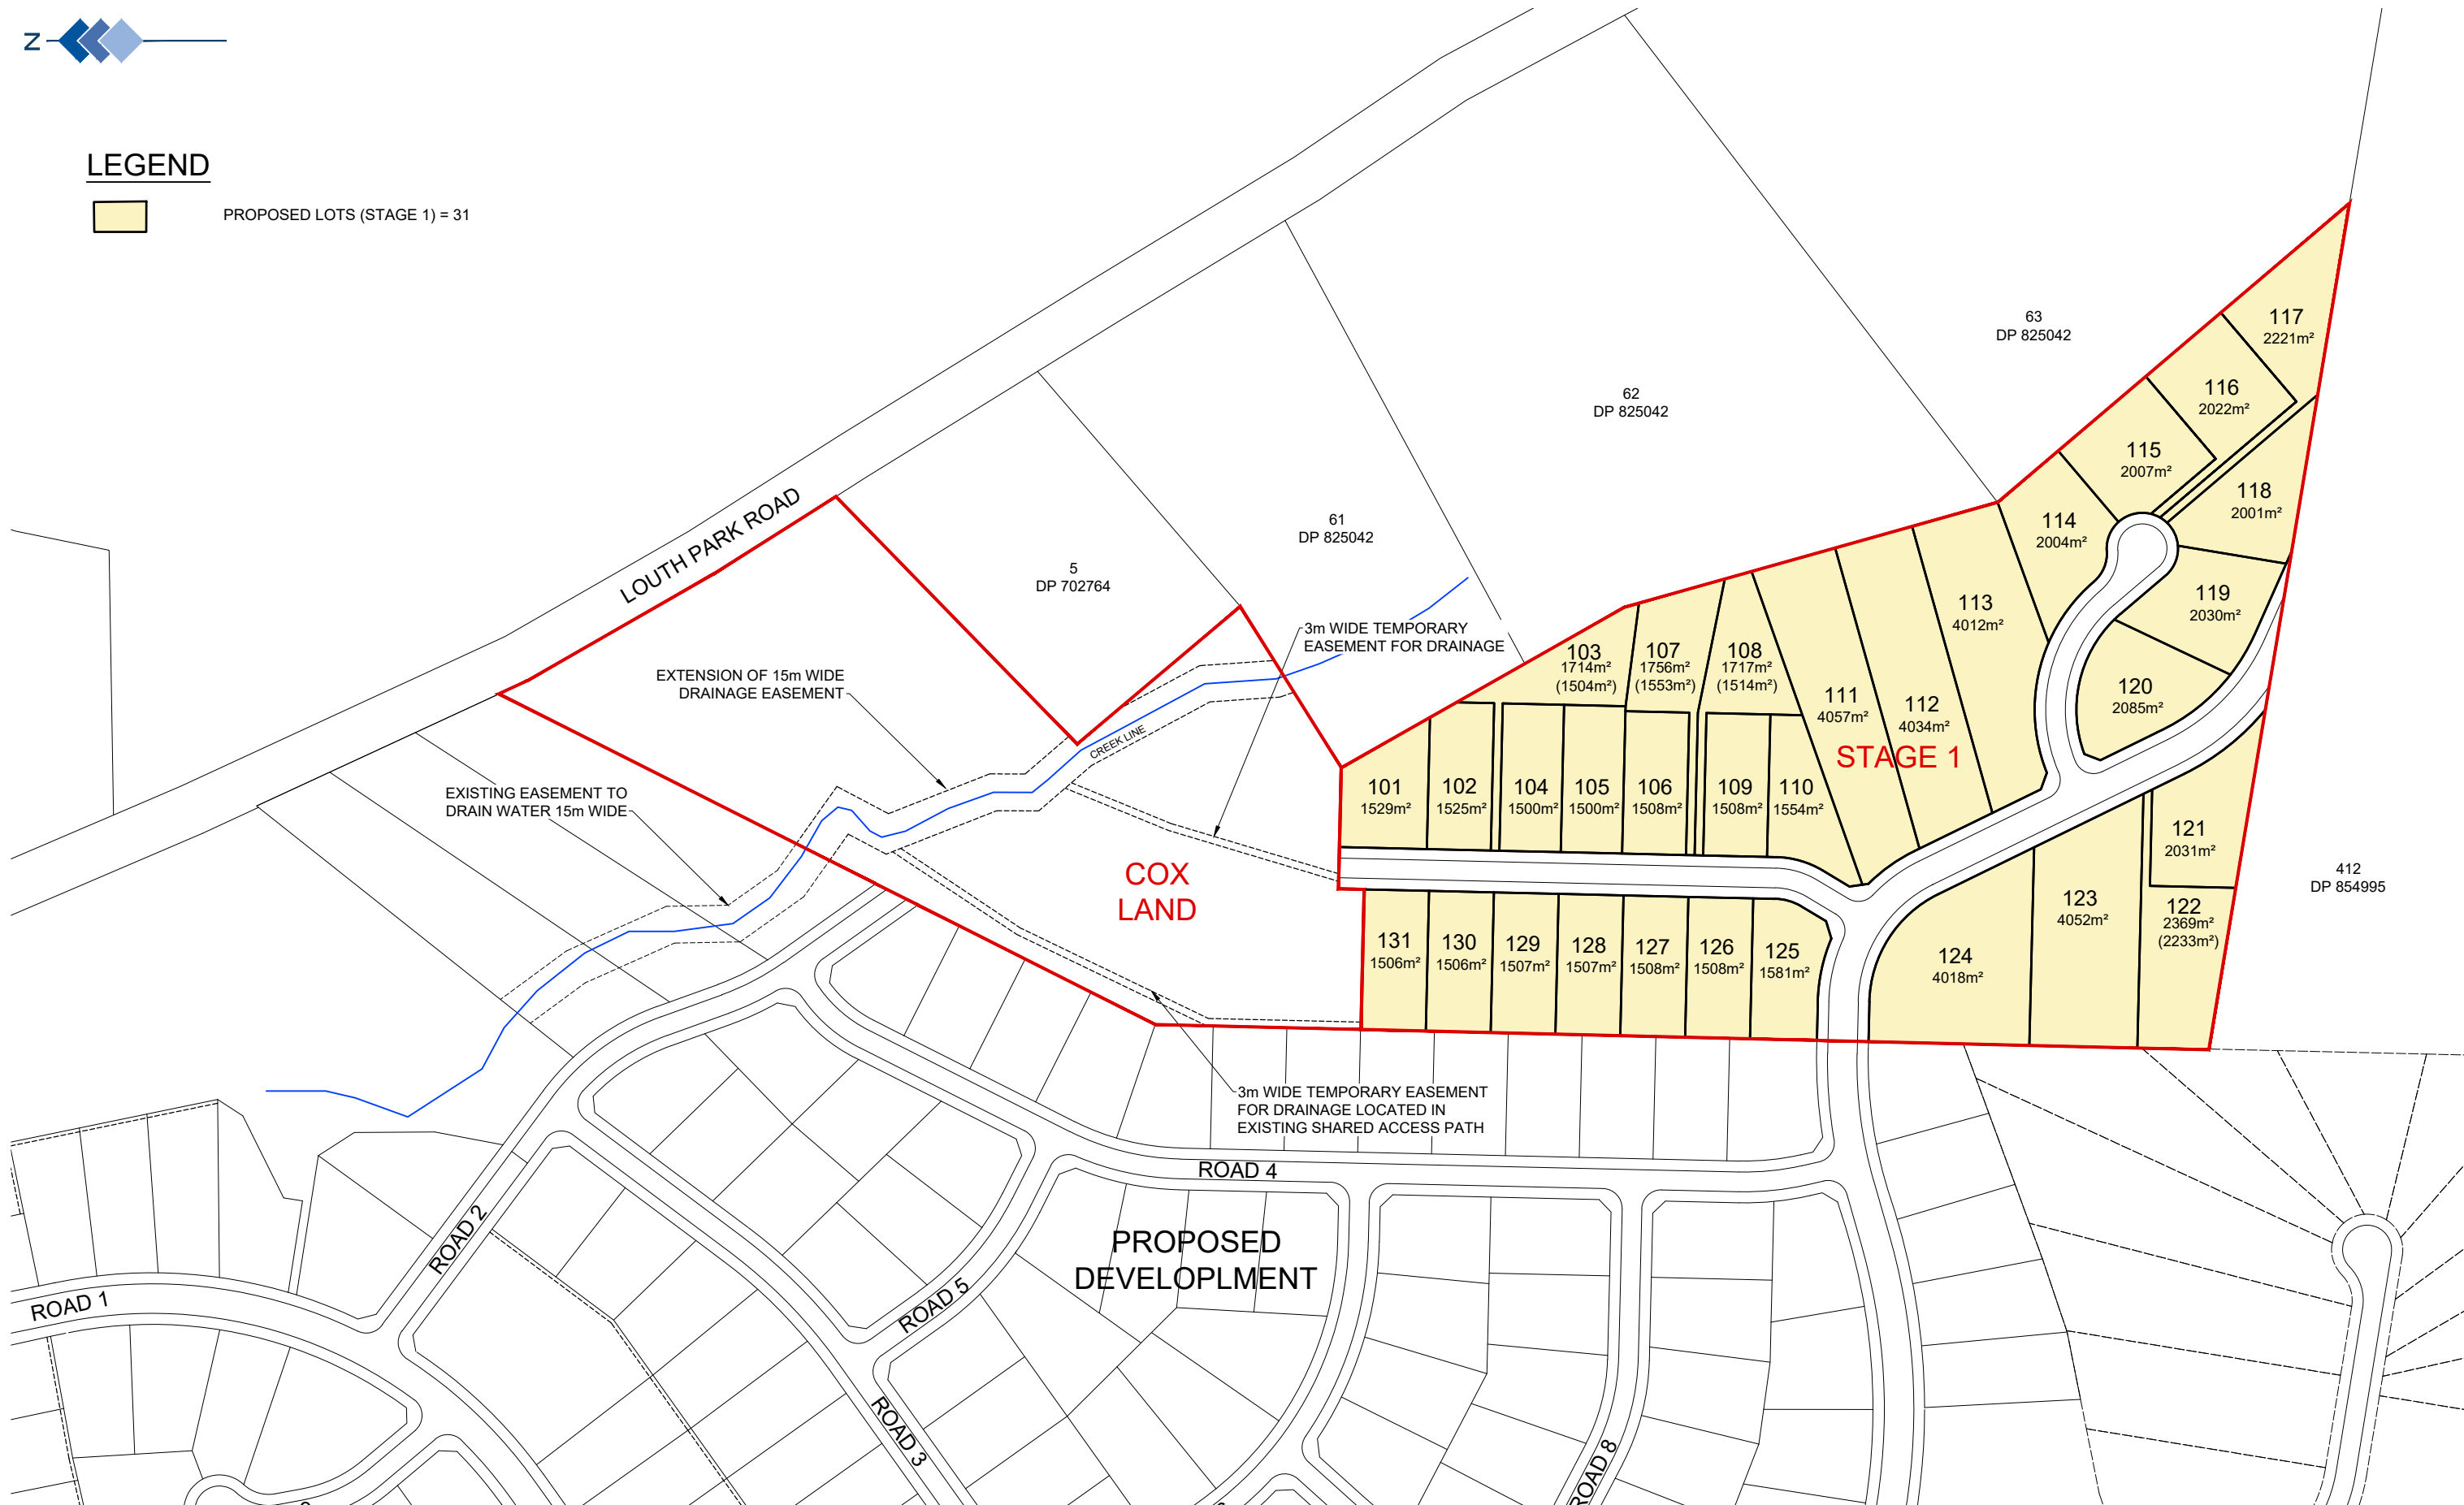 Z
LEGEND
PROPOSED LOTS (STAGE 1) = 31
LOUTH PARK ROAD
63
DP 825042
62
DP 825042
61
DP 825042
5
DP 702764
412
DP 854995
3m WIDE TEMPORARY
EASEMENT FOR DRAINAGE
EXTENSION OF 15m WIDE
DRAINAGE EASEMENT
EXISTING EASEMENT TO
DRAIN WATER 15m WIDE
CREEK LINE
COX
LAND
STAGE 1
117
2221m²
116
2022m²
115
2007m²
118
2001m²
114
2004m²
119
2030m²
113
4012m²
120
2085m²
103
1714m²
(1504m²)
107
1756m²
(1553m²)
108
1717m²
(1514m²)
111
4057m²
112
4034m²
101
1529m²
102
1525m²
104
1500m²
105
1500m²
106
1508m²
109
1508m²
110
1554m²
121
2031m²
122
2369m²
(2233m²)
123
4052m²
124
4018m²
131
1506m²
130
1506m²
129
1507m²
128
1507m²
127
1508m²
126
1508m²
125
1581m²
3m WIDE TEMPORARY EASEMENT
FOR DRAINAGE LOCATED IN
EXISTING SHARED ACCESS PATH
ROAD 4
PROPOSED
DEVELOPLMENT
ROAD 2
ROAD 1
ROAD 5
ROAD 3
ROAD 8